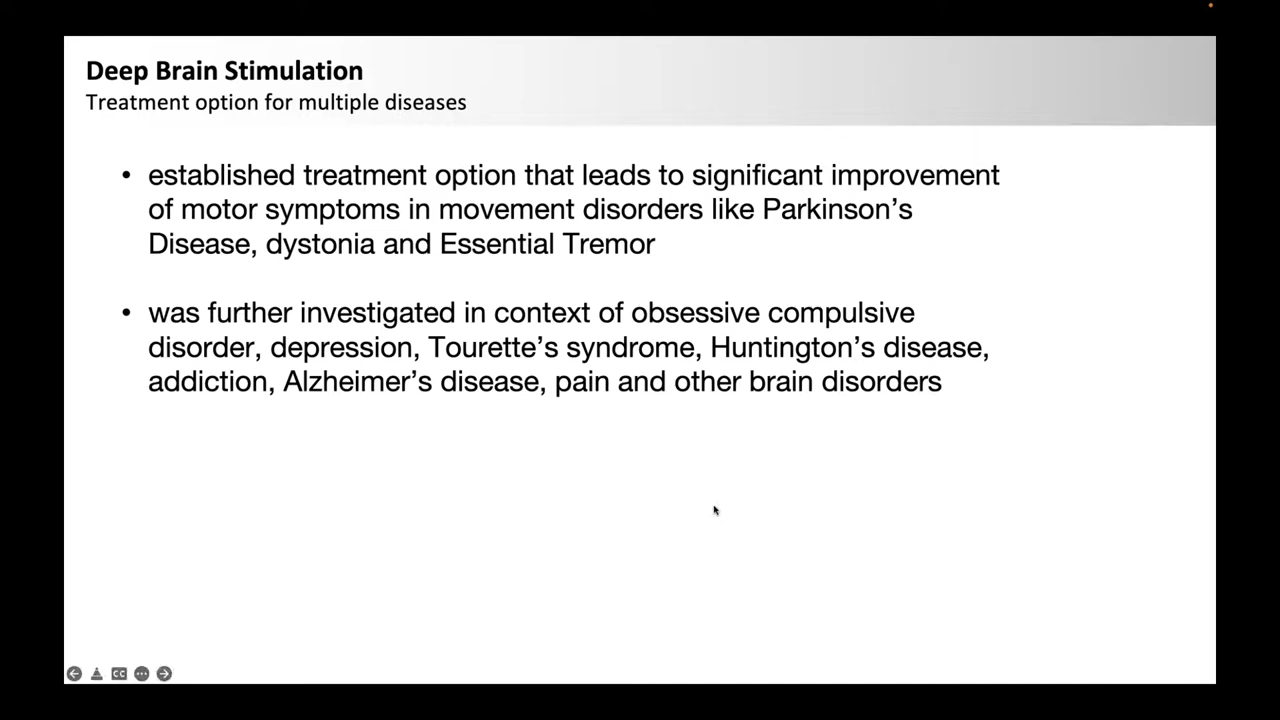 Deep Brain Stimulation
Treatment option for multiple diseases
• established treatment option that leads to significant improvement
of motor symptoms in movement disorders like Parkinson’s
Disease, dystonia and Essential Tremor
• was further investigated in context of obsessive compulsive
disorder, depression, Tourette’s syndrome, Huntington’s disease,
addiction, Alzheimer’s disease, pain and other brain disorders
CC